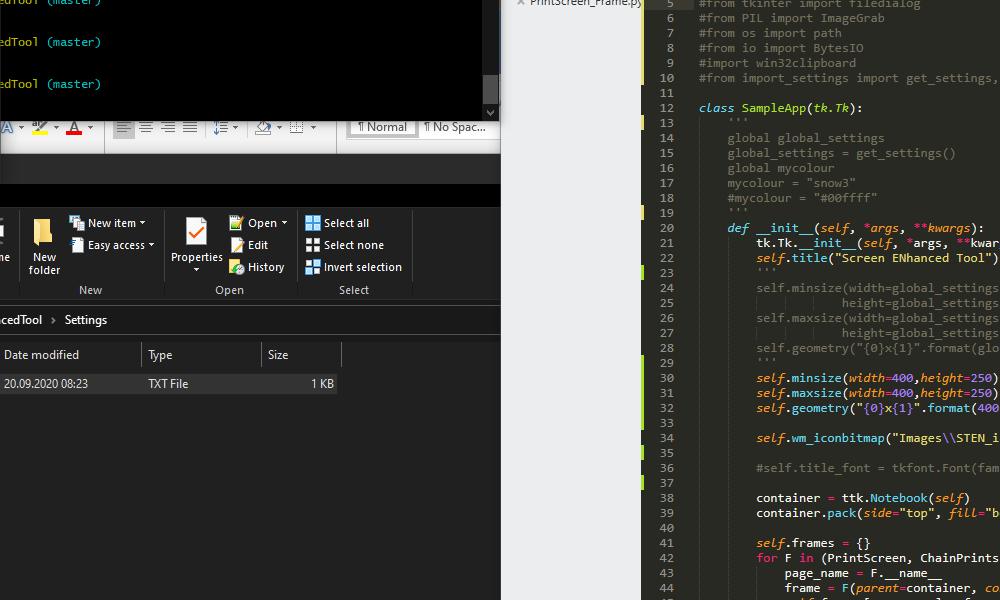 edTool (master)
edTool (master)
edTool (master)
A
ab
A
¶ Normal
¶ No Spac...
me
New
folder
New item
Easy access
New
Properties
Open
Edit
History
Open
Select all
Select none
Invert selection
Select
ncedTool > Settings
Date modified
Type
Size
20.09.2020 08:23
TXT File
1 KB
× PrintScreen_Frame.py
5 #from tkinter import filedialog
6 #from PIL import ImageGrab
7 #from os import path
8 #from io import BytesIO
9 #import win32clipboard
10 #from import_settings import get_settings,
11
12 class SampleApp(tk.Tk):
13 '''
14 global global_settings
15 global_settings = get_settings()
16 global mycolour
17 mycolour = "snow3"
18 #mycolour = "#00ffff"
19 '''
20 def __init__(self, *args, **kwargs):
21 tk.Tk.__init__(self, *args, **kwar
22 self.title("Screen ENhanced Tool")
23 '''
24 self.minsize(width=global_settings
25 height=global_settings
26 self.maxsize(width=global_settings
27 height=global_settings
28 self.geometry("{0}x{1}".format(glo
29 '''
30 self.minsize(width=400,height=250)
31 self.maxsize(width=400,height=250)
32 self.geometry("{0}x{1}".format(400
33
34 self.wm_iconbitmap("Images\\STEN_i
35
36 #self.title_font = tkfont.Font(fam
37
38 container = ttk.Notebook(self)
39 container.pack(side="top", fill="b
40
41 self.frames = {}
42 for F in (PrintScreen, ChainPrints
43 page_name = F.__name__
44 frame = F(parent=container, co